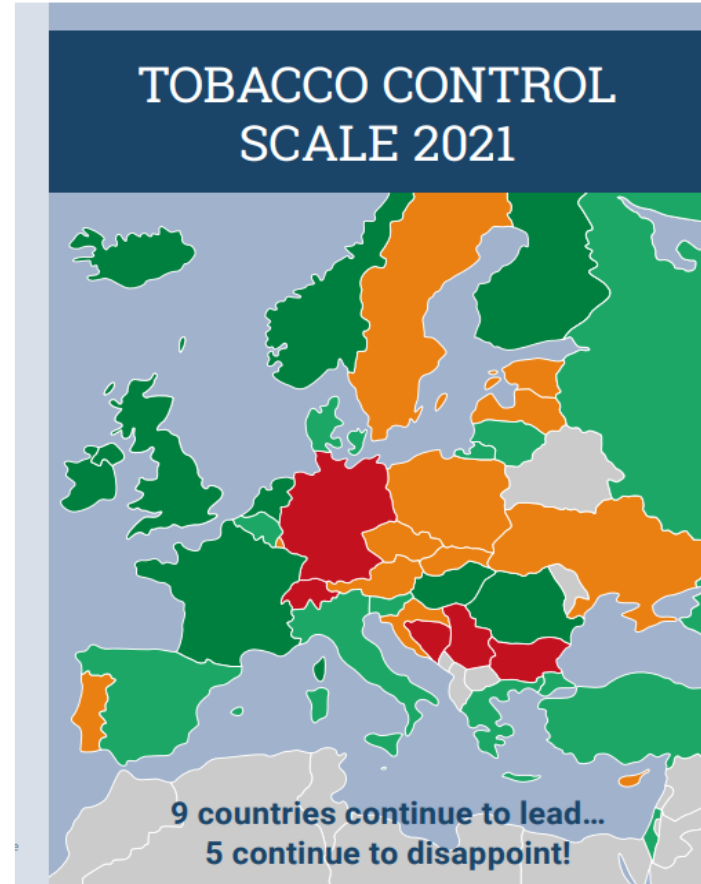 TOBACCO CONTROL
SCALE 2021
9 countries continue to lead...
5 continue to disappoint!
e